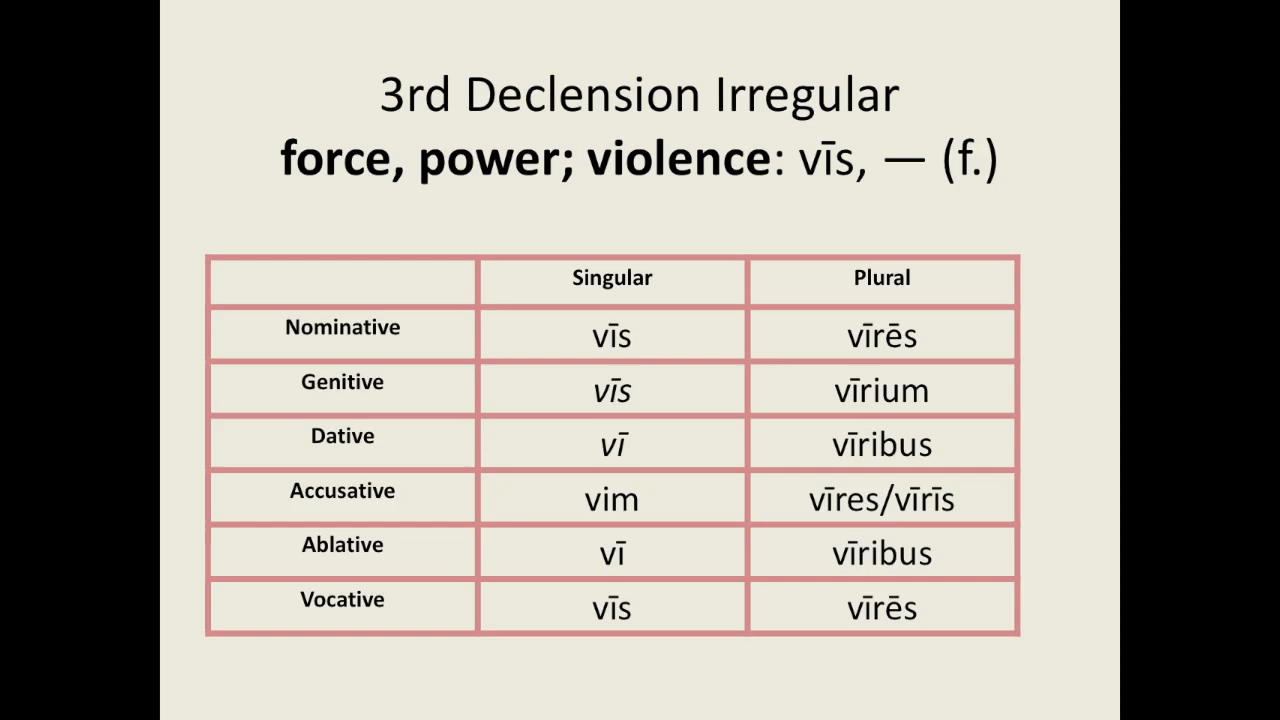 3rd Declension Irregular
force, power; violence: vīs, — (f.)
Singular Plural
Nominative vīs vīrēs
Genitive vīs vīrium
Dative vī vīribus
Accusative vim vīres/vīrīs
Ablative vī vīribus
Vocative vīs vīrēs